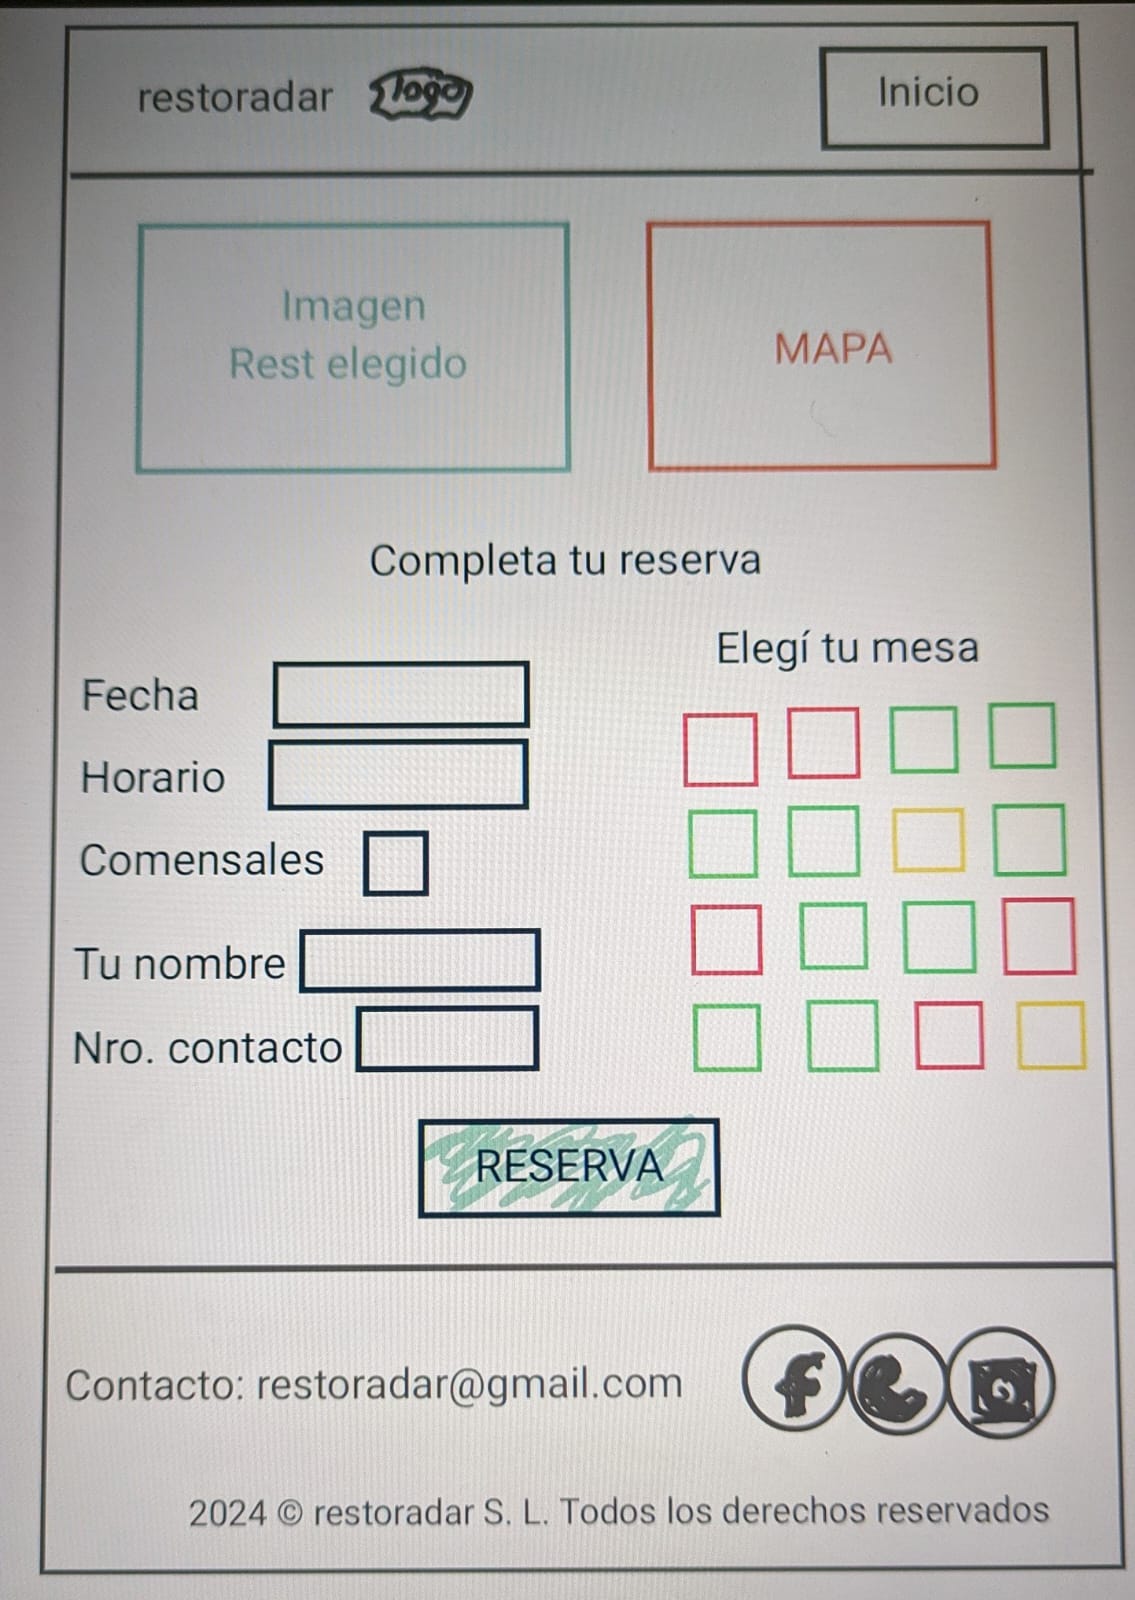 restoradar logo
Inicio
Imagen
Rest elegido
MAPA
Completa tu reserva
Elegí tu mesa
Fecha
Horario
Comensales
Tu nombre
Nro. contacto
RESERVA
Contacto: restoradar@gmail.com
2024 © restoradar S. L. Todos los derechos reservados